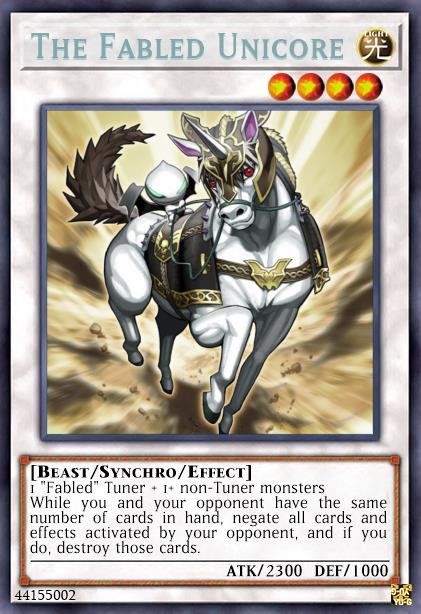 The Fabled Unicore
LIGHT
光
[Beast/Synchro/Effect]
1 "Fabled" Tuner + 1+ non-Tuner monsters
While you and your opponent have the same
number of cards in hand, negate all cards and
effects activated by your opponent, and if you
do, destroy those cards.
ATK/2300 DEF/1000
44155002